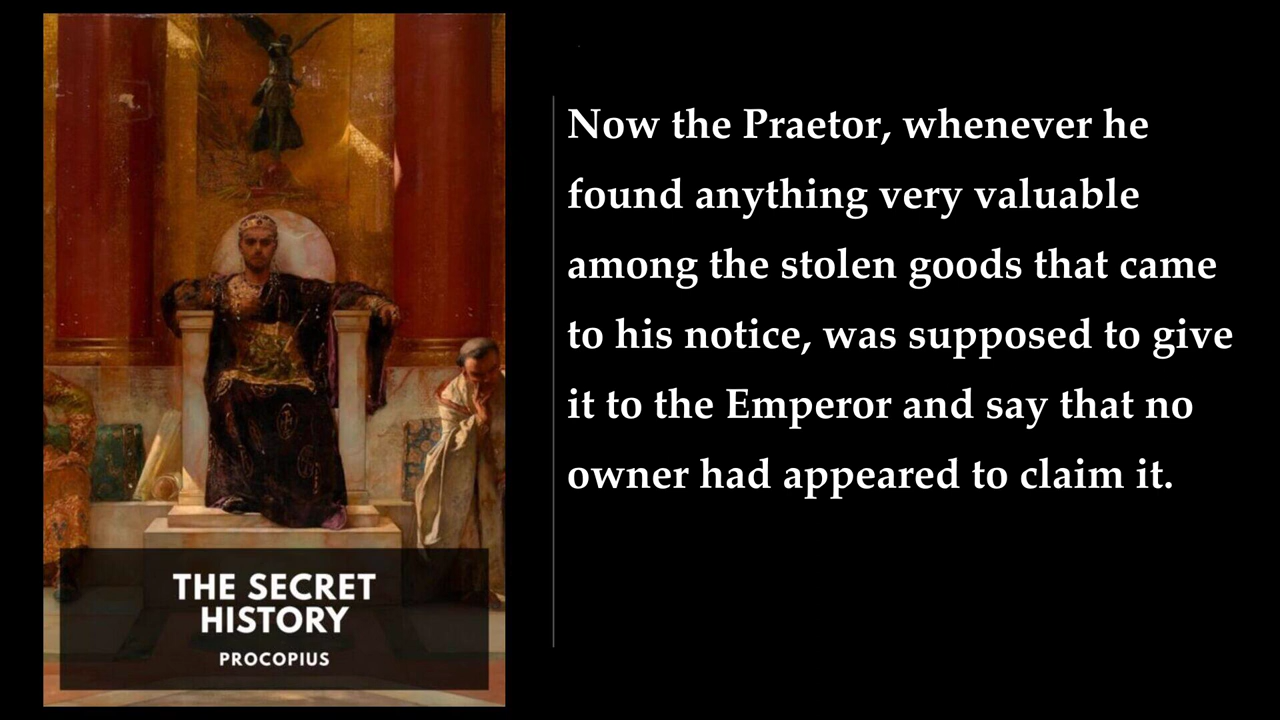 THE SECRET
HISTORY
PROCOPIUS
Now the Praetor, whenever he
found anything very valuable
among the stolen goods that came
to his notice, was supposed to give
it to the Emperor and say that no
owner had appeared to claim it.